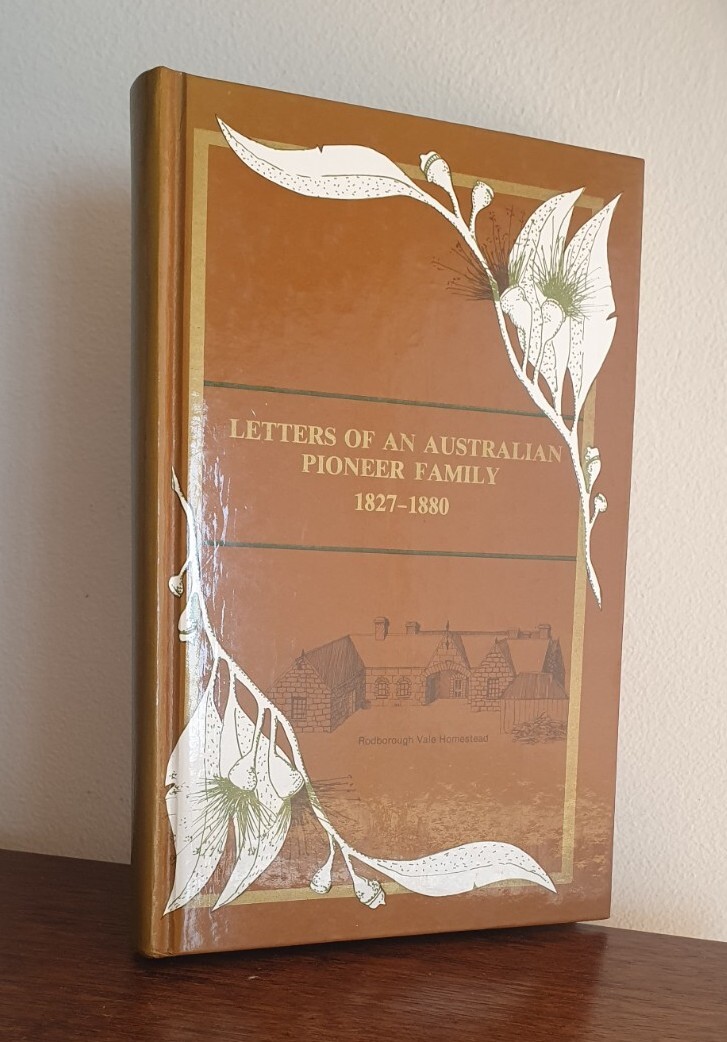 LETTERS OF AN AUSTRALIAN
PIONEER FAMILY
1827–1880
Rodborough Vale Homestead